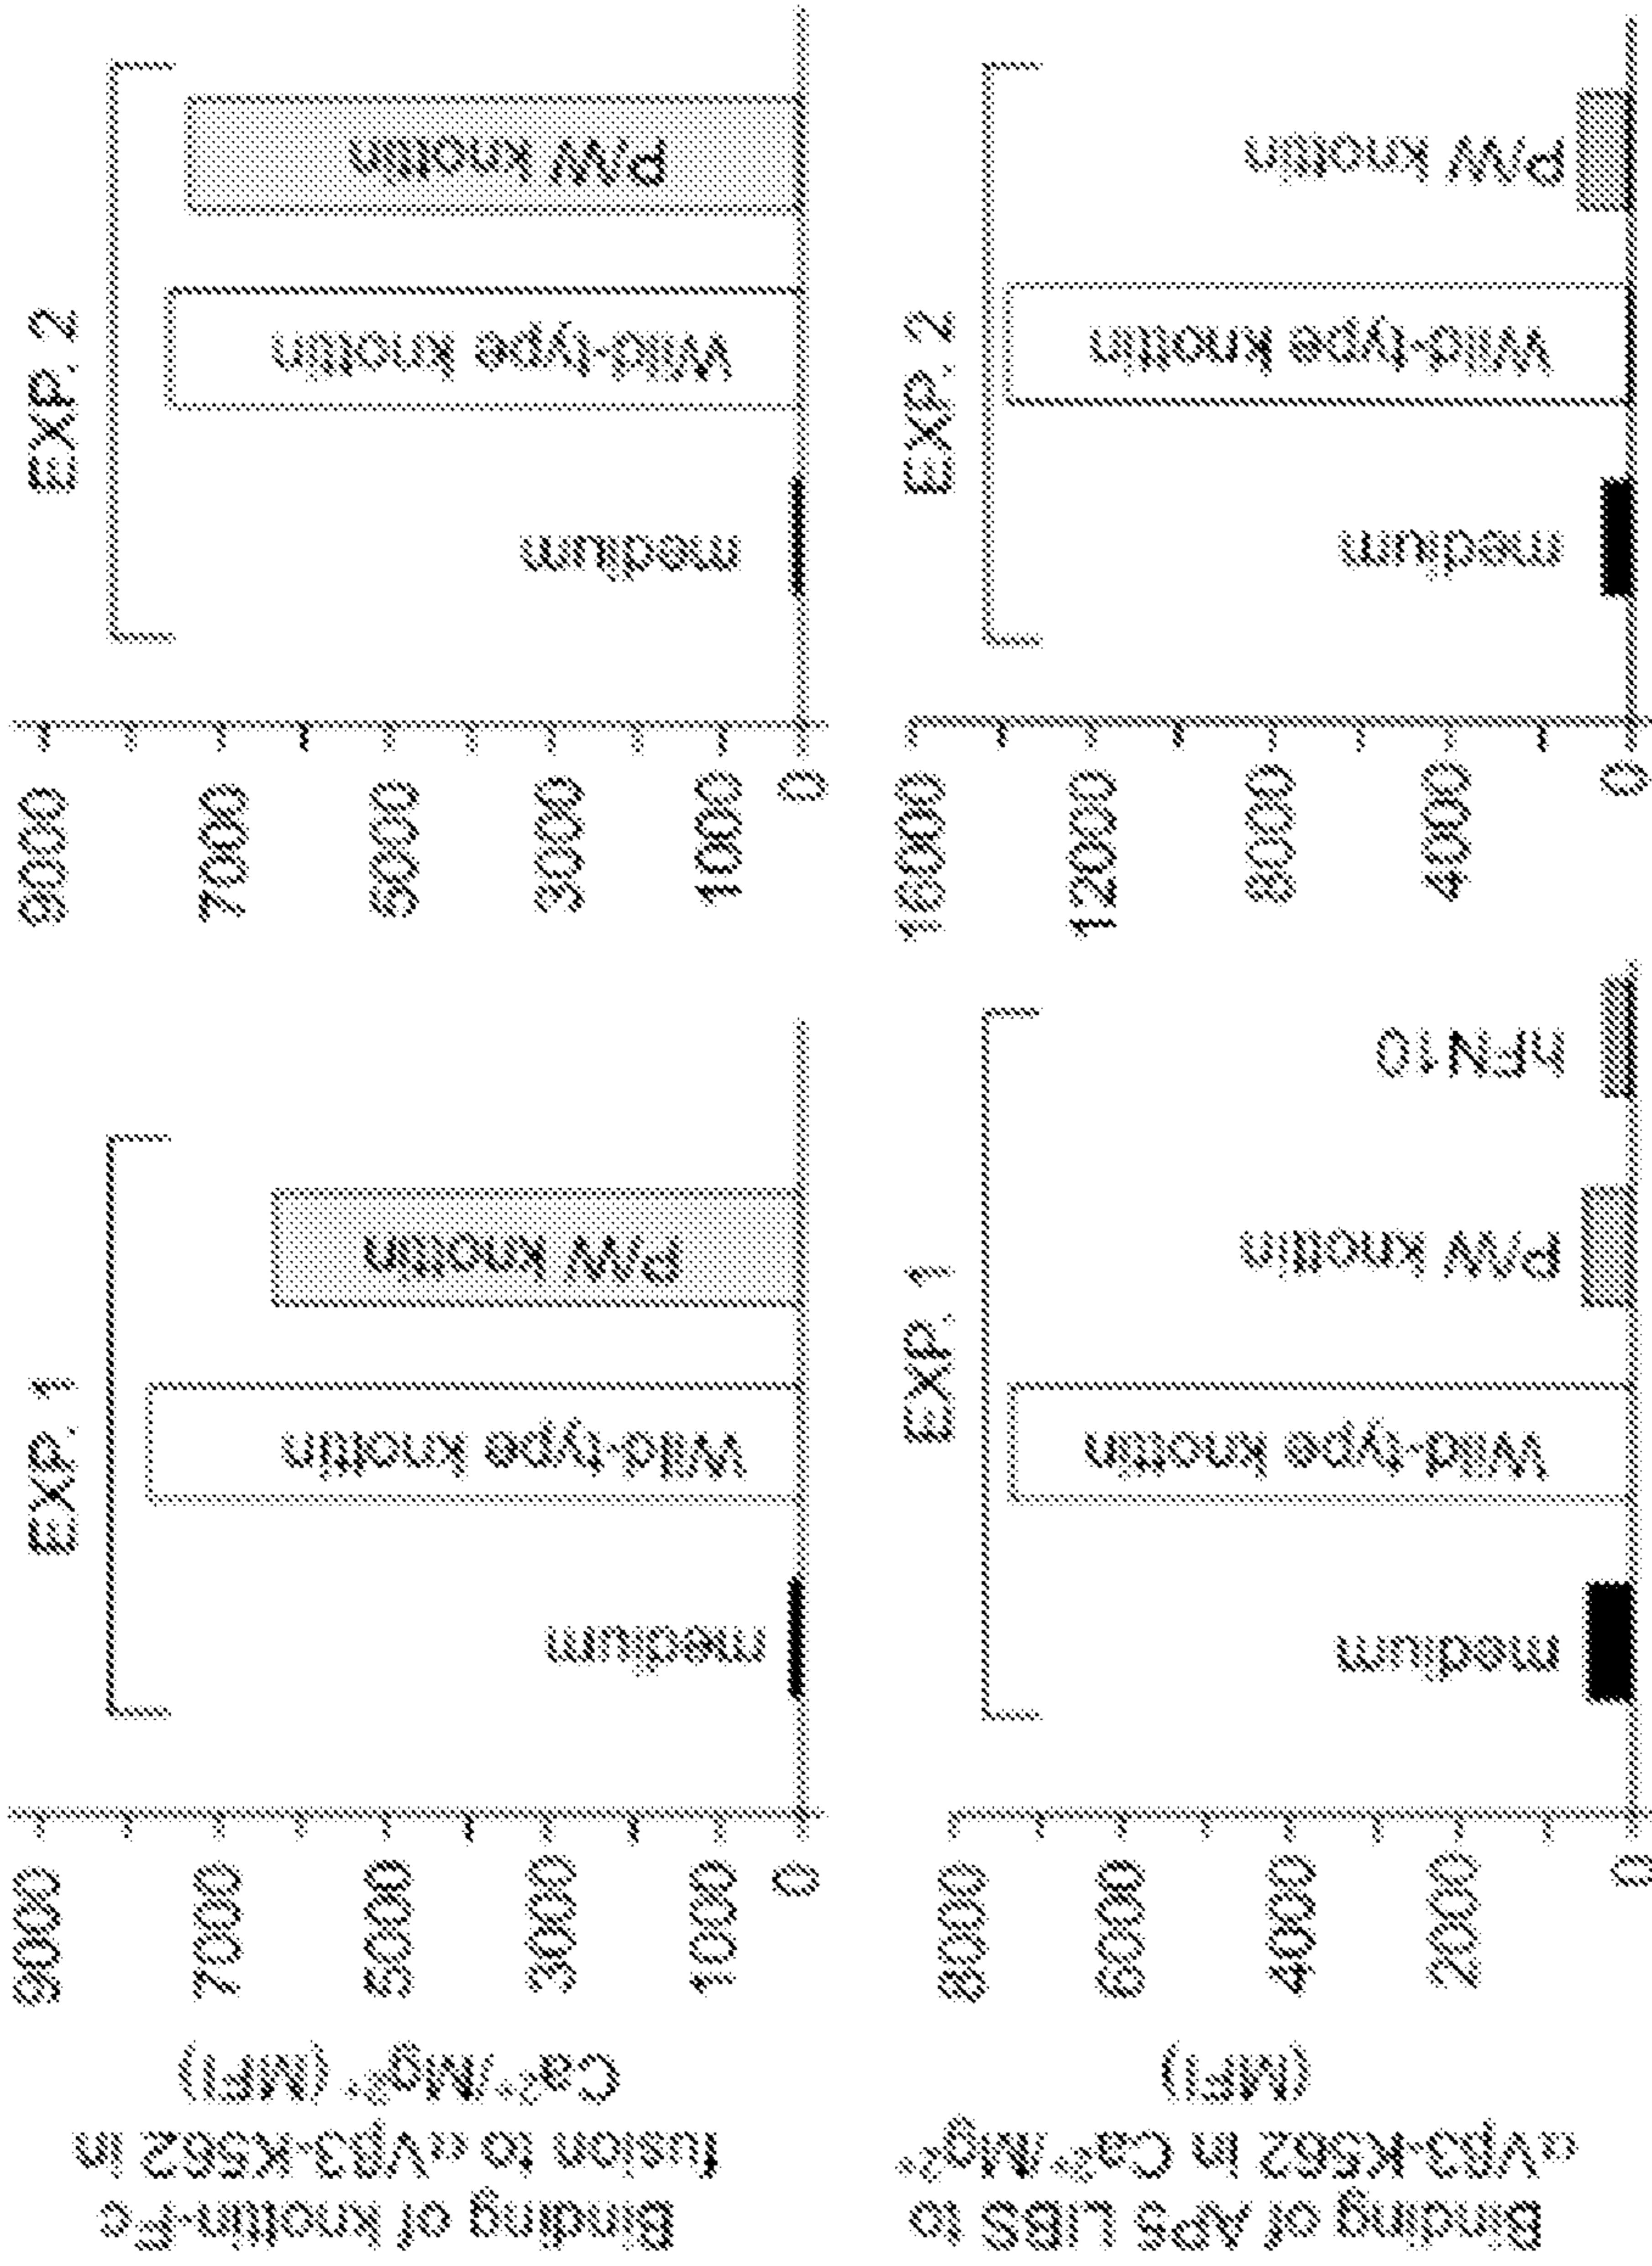 Binding of knottin-Fc
fusion to αVβ3-K562 in
Ca²⁺/Mg²⁺ (MFI)
9000
7000
5000
3000
1000
0
EXP. 1
medium
Wild-type knottin
P/W knottin
9000
7000
5000
3000
1000
0
EXP. 2
medium
Wild-type knottin
P/W knottin
Binding of AP5 LIBS to
αVβ3-K562 in Ca²⁺/Mg²⁺
(MFI)
8000
6000
4000
2000
0
EXP. 1
medium
Wild-type knottin
P/W knottin
hFN10
16000
12000
8000
4000
0
EXP. 2
medium
Wild-type knottin
P/W knottin